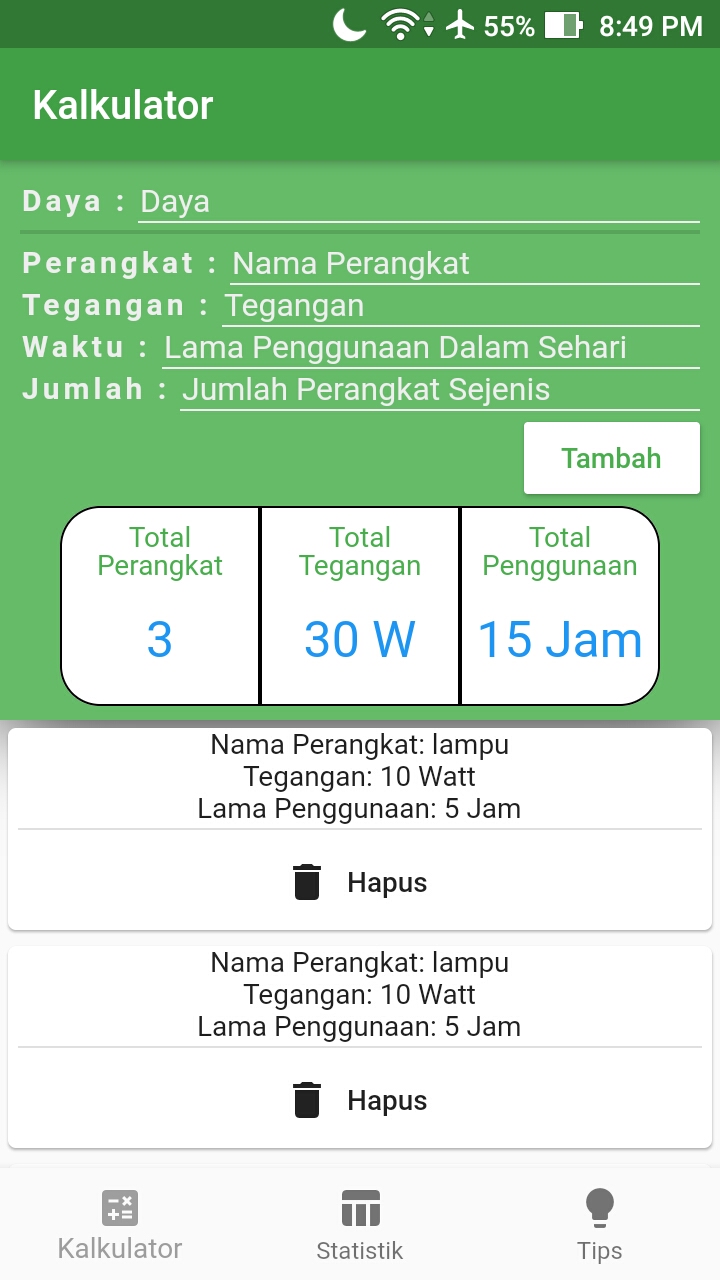 55% 8:49 PM
Kalkulator
Daya : Daya
Perangkat : Nama Perangkat
Tegangan : Tegangan
Waktu : Lama Penggunaan Dalam Sehari
Jumlah : Jumlah Perangkat Sejenis
Tambah
Total
Perangkat
3
Total
Tegangan
30 W
Total
Penggunaan
15 Jam
Nama Perangkat: lampu
Tegangan: 10 Watt
Lama Penggunaan: 5 Jam
Hapus
Nama Perangkat: lampu
Tegangan: 10 Watt
Lama Penggunaan: 5 Jam
Hapus
Kalkulator
Statistik
Tips